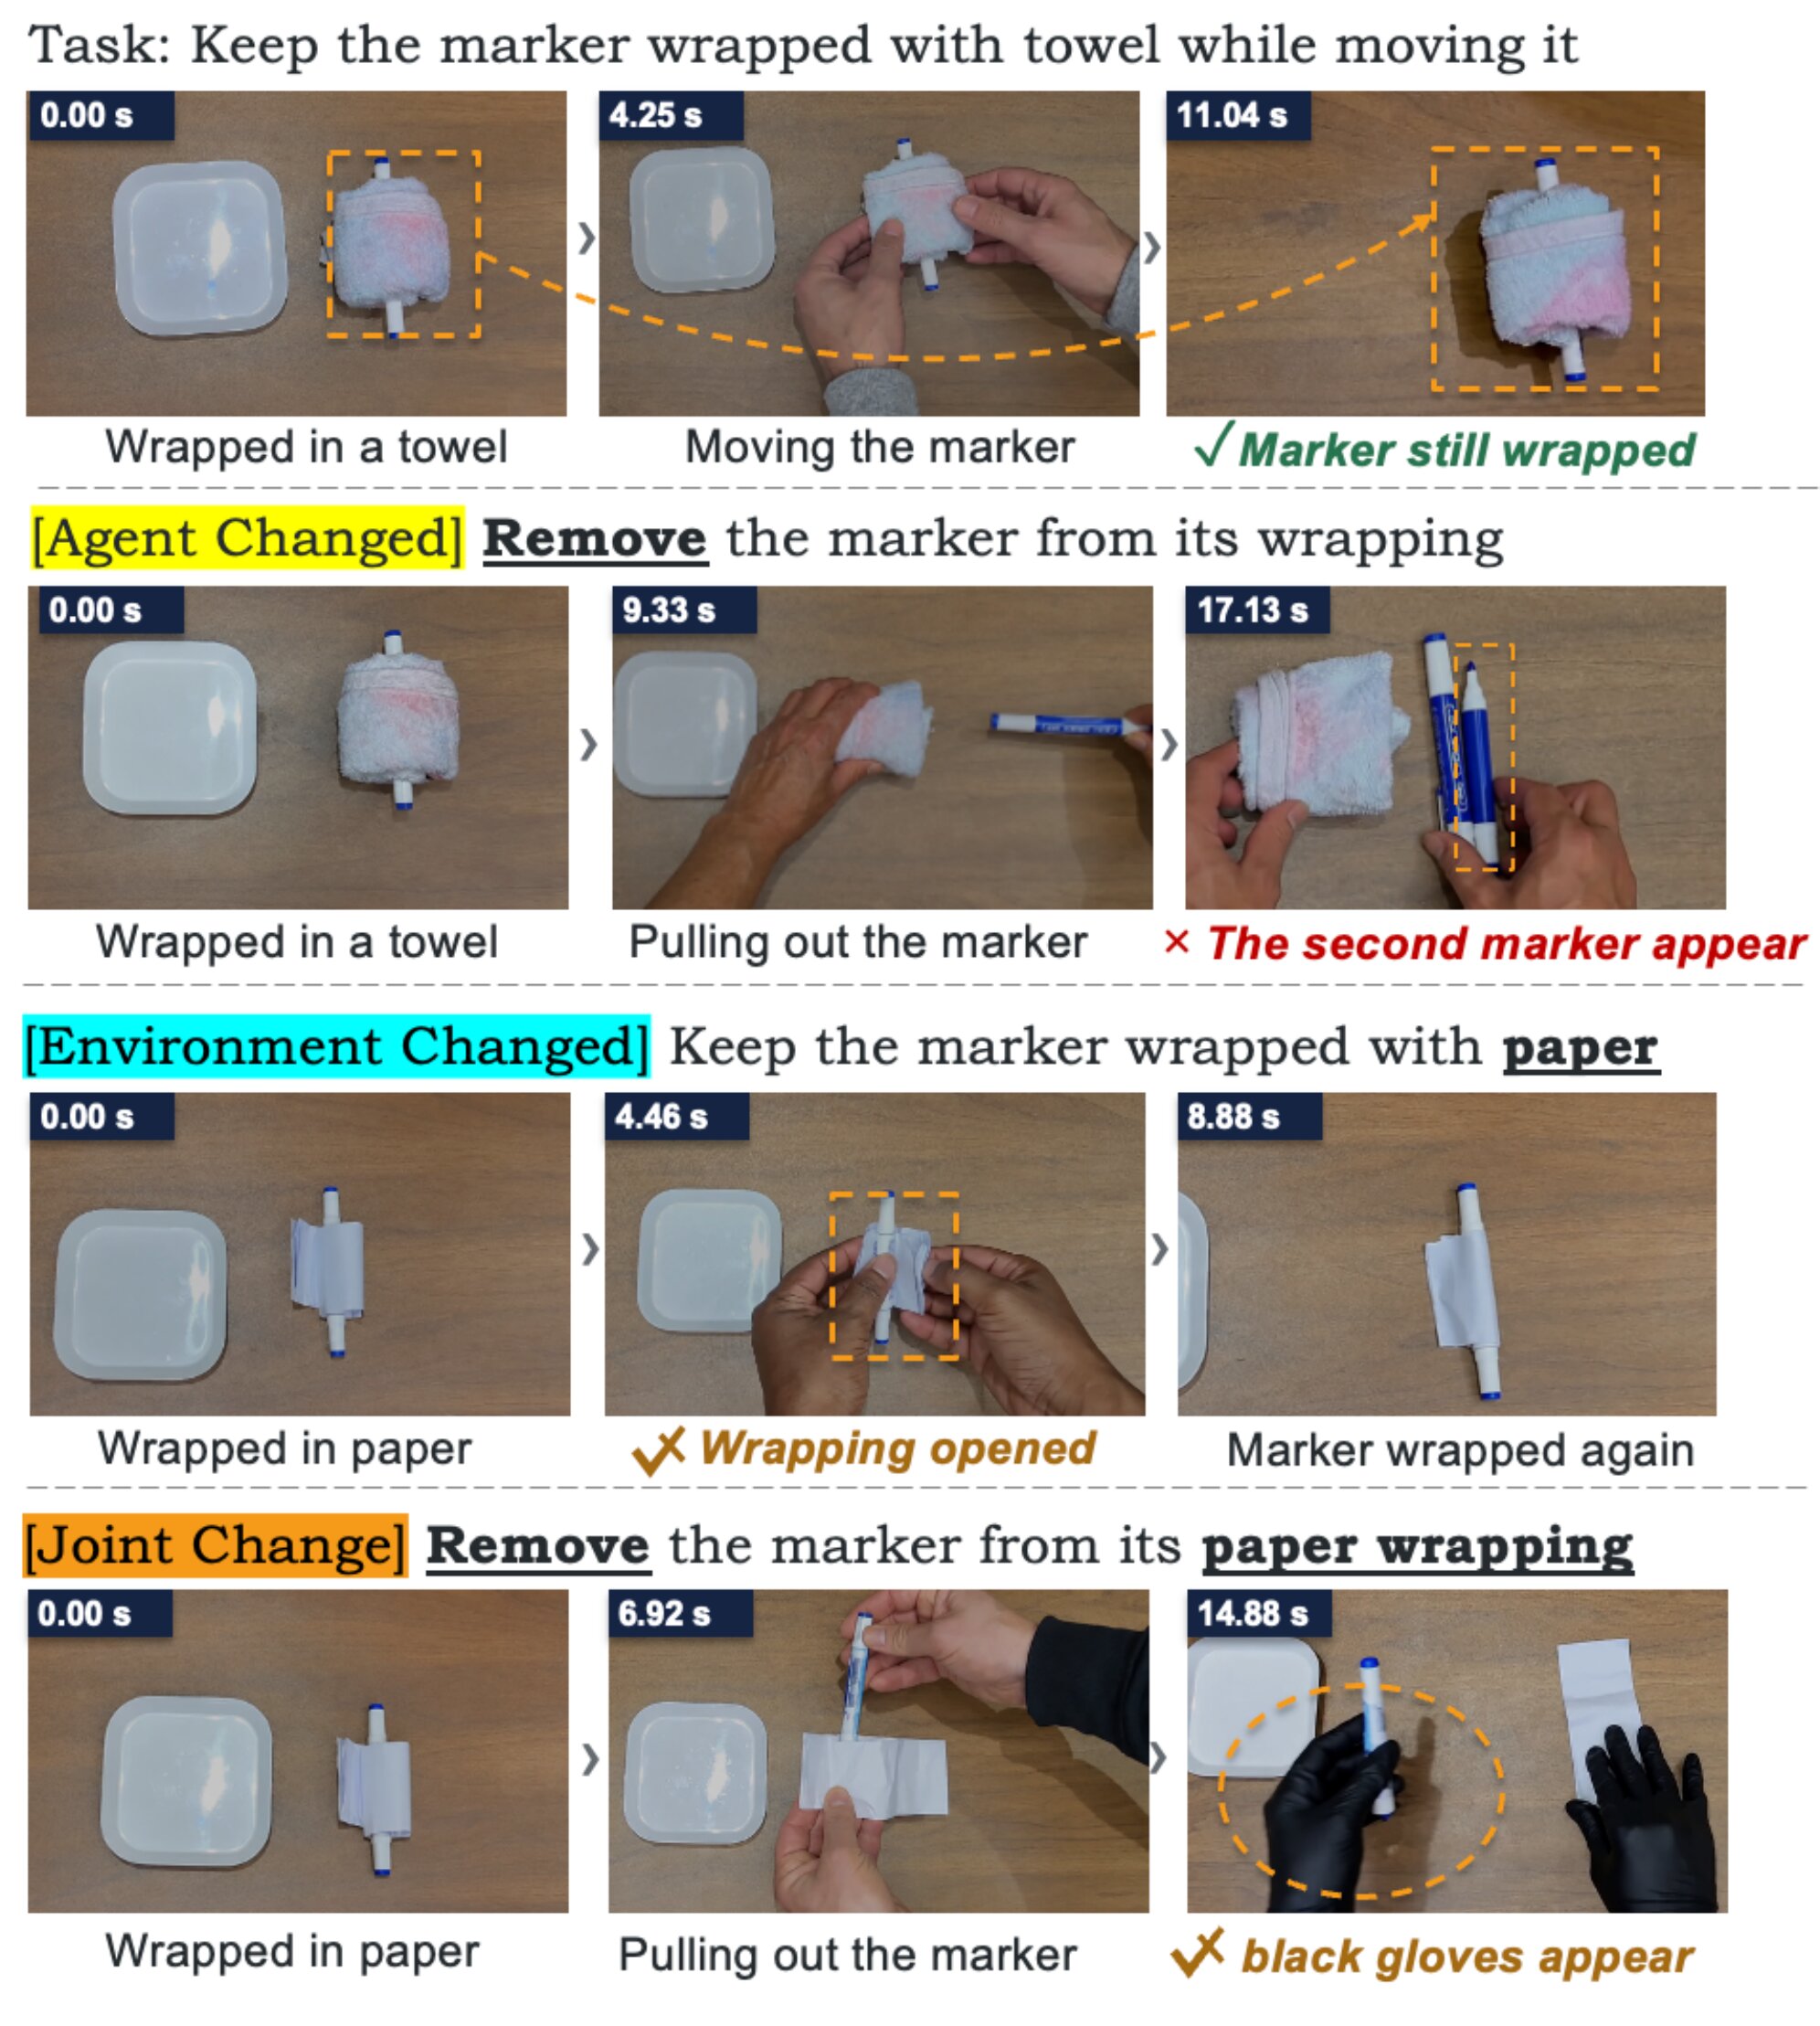 Task: Keep the marker wrapped with towel while moving it
0.00 s
4.25 s
11.04 s
Wrapped in a towel
Moving the marker
✓Marker still wrapped
[Agent Changed] Remove the marker from its wrapping
0.00 s
9.33 s
17.13 s
Wrapped in a towel
Pulling out the marker
× The second marker appear
[Environment Changed] Keep the marker wrapped with paper
0.00 s
4.46 s
8.88 s
Wrapped in paper
Wrapping opened
Marker wrapped again
[Joint Change] Remove the marker from its paper wrapping
0.00 s
6.92 s
14.88 s
Wrapped in paper
Pulling out the marker
black gloves appear